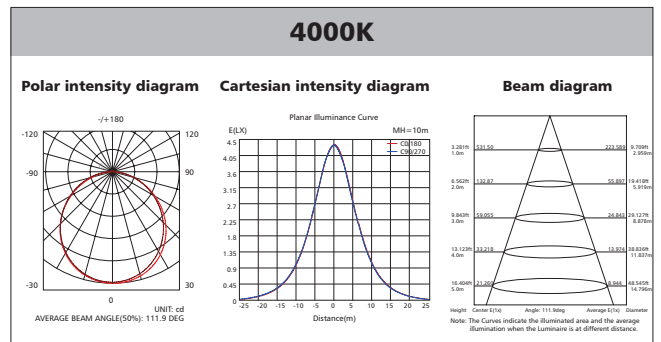 4000K
Polar intensity diagram
Cartesian intensity diagram
Beam diagram
-/+180
-120
120
-90
90
-30
30
0
UNIT: cd
AVERAGE BEAM ANGLE(50%): 111.9 DEG
Planar Illuminance Curve
E(LX)
MH=10m
C0/180
C90/270
4.5
4.05
3.6
3.15
2.7
2.25
1.8
1.35
0.9
0.45
0
-25 -20 -15 -10 -5 0 5 10 15 20 25
Distance(m)
3.281ft 531.50 223.589 9.709ft
1.0m 2.959m
6.562ft 132.87 55.897 19.418ft
2.0m 5.919m
9.843ft 59.055 24.843 29.127ft
3.0m 8.878m
13.123ft 33.218 13.974 38.836ft
4.0m 11.837m
16.404ft 21.260 8.944 48.545ft
5.0m 14.796m
Height Center E(1x) Angle: 111.9deg Average E(1x) Diameter
Note: The Curves indicate the illuminated area and the average
illumination when the Luminaire is at different distance.